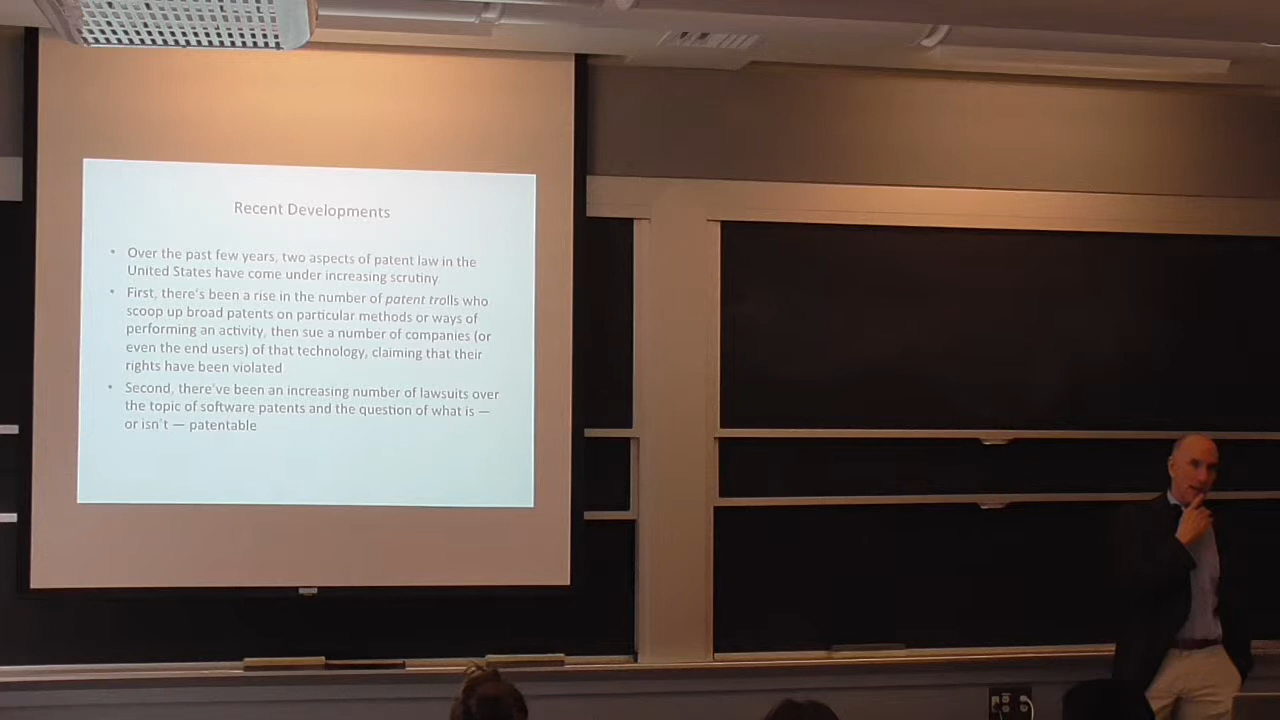 Recent Developments
• Over the past few years, two aspects of patent law in the
United States have come under increasing scrutiny
• First, there's been a rise in the number of patent trolls who
scoop up broad patents on particular methods or ways of
performing an activity, then sue a number of companies (or
even the end users) of that technology, claiming that their
rights have been violated
• Second, there've been an increasing number of lawsuits over
the topic of software patents and the question of what is —
or isn't — patentable